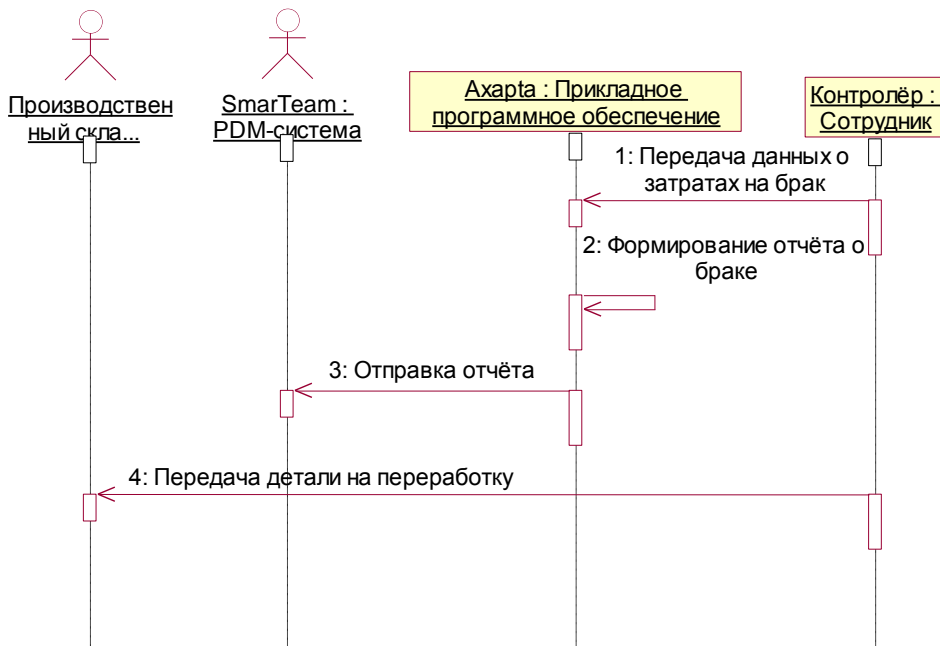 Производствен
ный скла...
SmarTeam :
PDM-система
Axapta : Прикладное
программное обеспечение
Контролёр :
Сотрудник
1: Передача данных о
затратах на брак
2: Формирование отчёта о
браке
3: Отправка отчёта
4: Передача детали на переработку